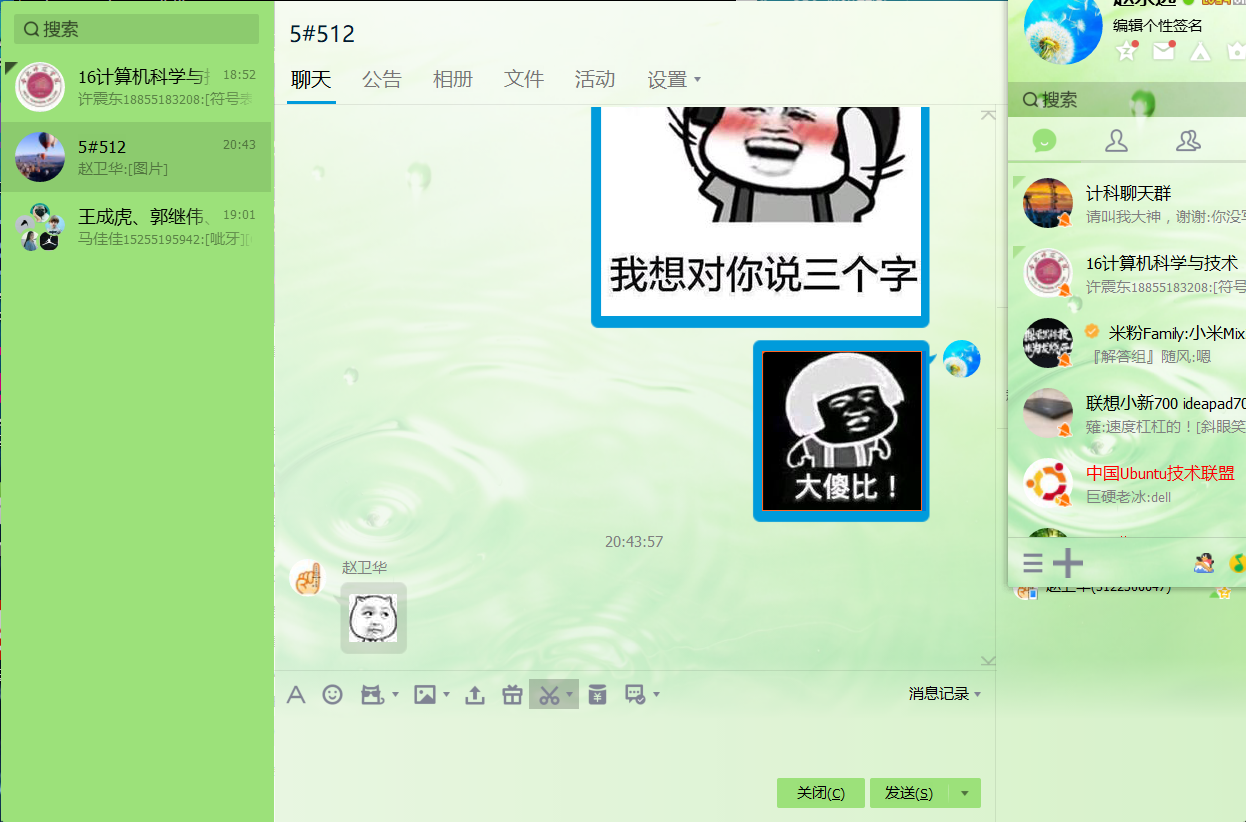 搜索
16计算机科学与
18:52
许震东18855183208:[符号表
5#512
20:43
赵卫华:[图片]
王成虎、郭继伟、
19:01
马佳佳15255195942:[呲牙][
5#512
聊天 公告 相册 文件 活动 设置
我想对你说三个字
大傻比！
20:43:57
赵卫华
消息记录
关闭(C)
发送(S)
编辑个性签名
搜索
计科聊天群
请叫我大神，谢谢:你没写
16计算机科学与技术
许震东18855183208:[符号
米粉Family:小米Mix
『解答组』随风:嗯
联想小新700 ideapad70
薤:速度杠杠的！[斜眼笑
中国Ubuntu技术联盟
巨硬老冰:dell